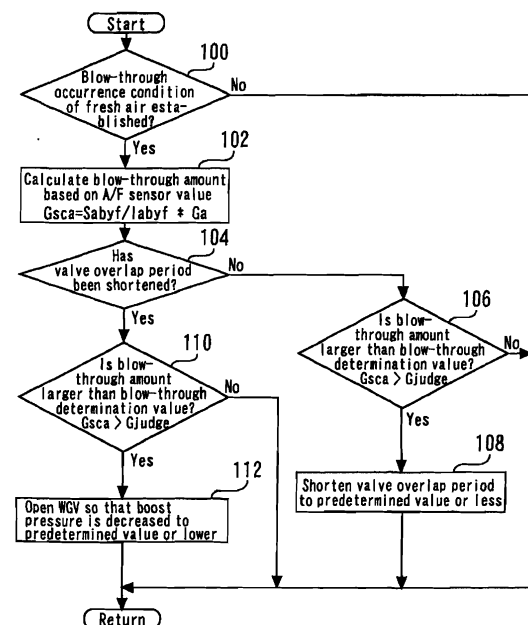 Start
100
Blow-through
occurrence condition
of fresh air esta-
blished?
No
Yes
102
Calculate blow-through amount
based on A/F sensor value
Gsca=Sabyf/Iabyf * Ga
104
Has
valve overlap period
been shortened?
No
Yes
106
Is blow-
through amount
larger than blow-through
determination value?
Gsca > Gjudge
No
Yes
110
Is blow-
through amount
larger than blow-through
determination value?
Gsca > Gjudge
No
Yes
108
Shorten valve overlap period
to predetermined value or less
112
Open WGV so that boost
pressure is decreased to
predetermined value or lower
Return